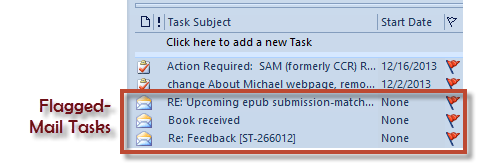 ! Task Subject Start Date
Click here to add a new Task
Action Required: SAM (formerly CCR) R... 12/16/2013
change About Michael webpage, remo... 12/2/2013
Flagged-
Mail Tasks
RE: Upcoming epub submission-match... None
Book received None
Re: Feedback [ST-266012] None